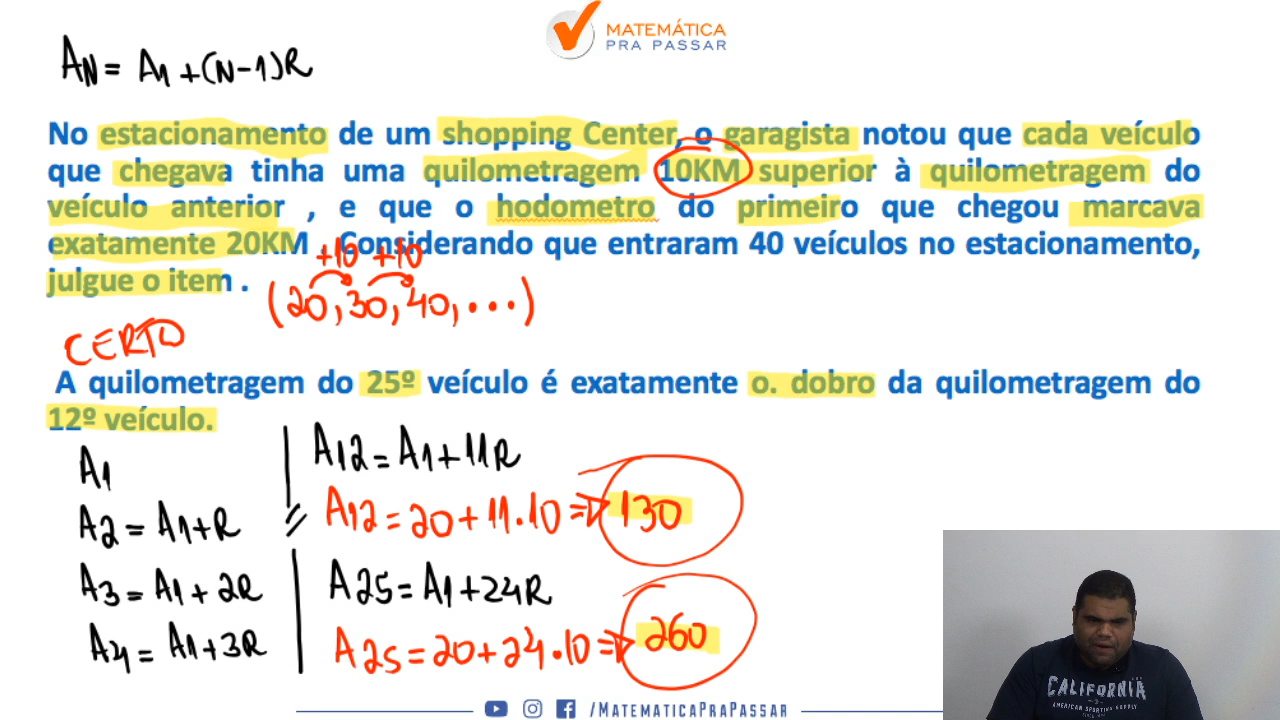 MATEMÁTICA
PRA PASSAR
AN = A1 + (N-1)R
No estacionamento de um shopping Center, o garagista notou que cada veículo
que chegava tinha uma quilometragem 10KM superior à quilometragem do
veículo anterior , e que o hodometro do primeiro que chegou marcava
exatamente 20KM . Considerando que entraram 40 veículos no estacionamento,
julgue o item .
+10 +10
(20, 30, 40, ...)
CERTO
A quilometragem do 25º veículo é exatamente o. dobro da quilometragem do
12º veículo.
A1
A2 = A1+R
A3 = A1 + 2R
A4 = A1+3R
A12 = A1+11R
A12 = 20+11.10 => 130
A25 = A1+24R
A25 = 20+24.10 => 260
/MATEMATICAPRAPASSAR
CALIFORNIA